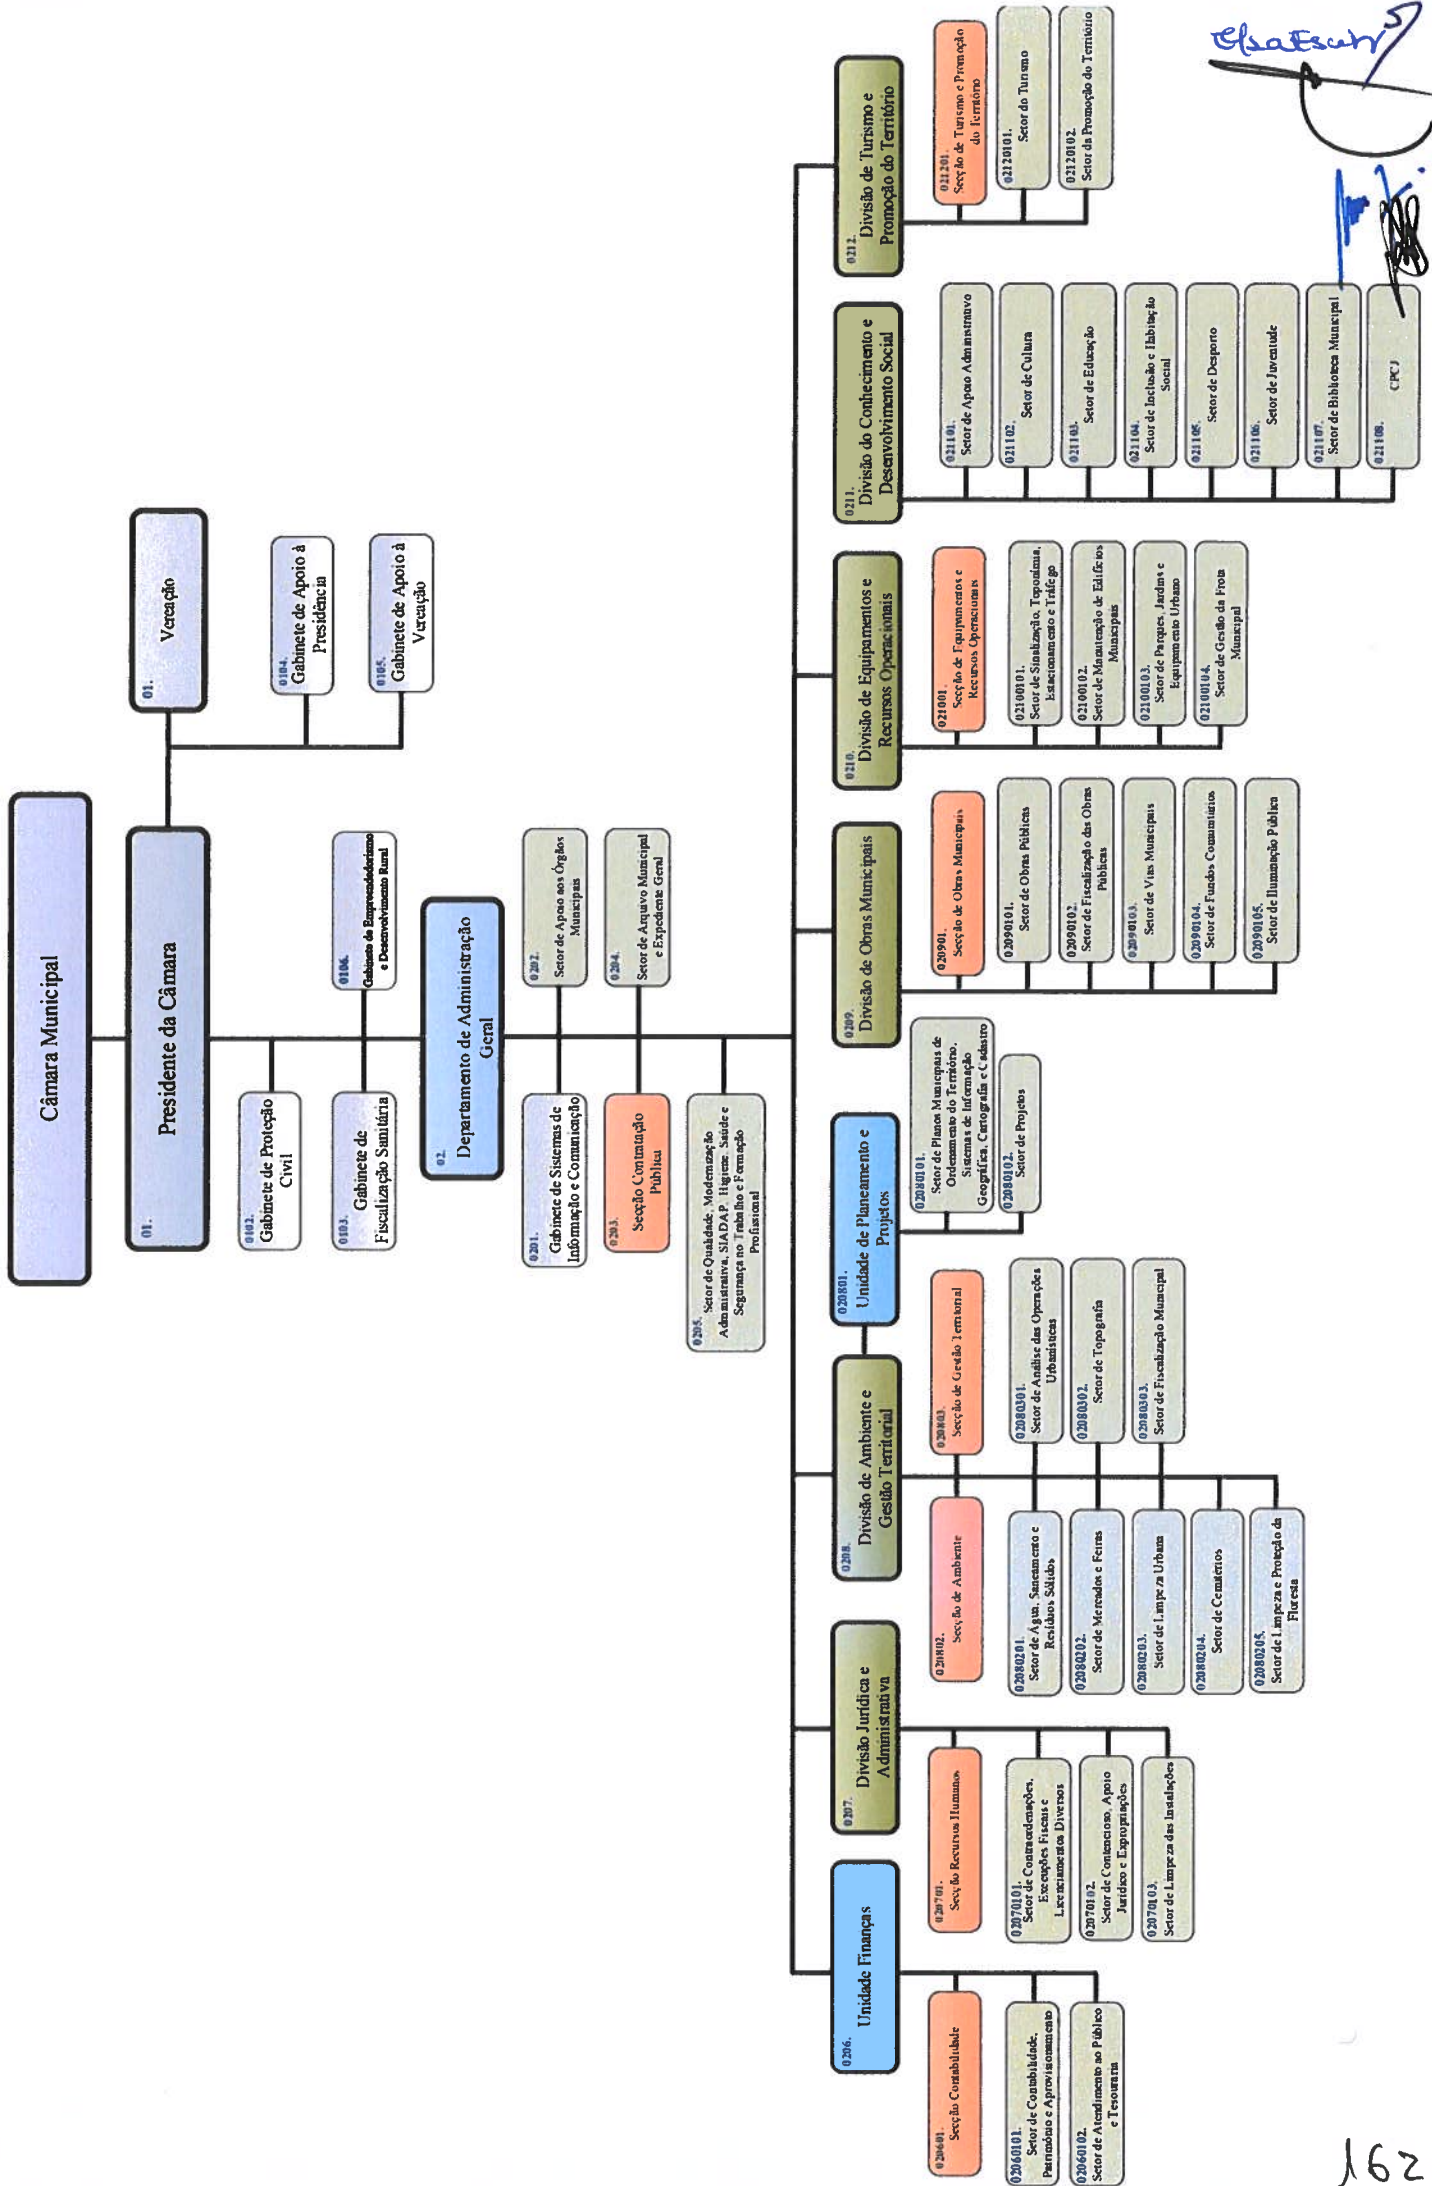 Câmara Municipal
01.
Presidente da Câmara
01.
Vereação
0104.
Gabinete de Apoio à
Presidência
0105.
Gabinete de Apoio à
Vereação
0102.
Gabinete de Proteção
Civil
0103.
Gabinete de
Fiscalização Sanitária
0106.
Gabinete de Empreendedorismo
e Desenvolvimento Rural
02.
Departamento de Administração
Geral
0201.
Gabinete de Sistemas de
Informação e Comunicação
0202.
Setor de Apoio aos Órgãos
Municipais
0203.
Secção Contratação
Pública
0204.
Setor de Arquivo Municipal
e Expediente Geral
0205.
Setor de Qualidade, Modernização
Administrativa, SIADAP, Higiene, Saúde e
Segurança no Trabalho e Formação
Profissional
0206.
Unidade Finanças
020601.
Secção Contabilidade
02060101.
Setor de Contabilidade,
Património e Aprovisionamento
02060102.
Setor de Atendimento ao Público
e Tesouraria
0207.
Divisão Jurídica e
Administrativa
020701.
Secção Recursos Humanos
02070101.
Setor de Contraordenações,
Execuções Fiscais e
Licenciamentos Diversos
02070102.
Setor de Contencioso, Apoio
Jurídico e Expropriações
02070103.
Setor de Limpeza das Instalações
0208.
Divisão de Ambiente e
Gestão Territorial
020802.
Secção de Ambiente
02080201.
Setor de Água, Saneamento e
Resíduos Sólidos
02080202.
Setor de Mercados e Feiras
02080203.
Setor de Limpeza Urbana
02080204.
Setor de Cemitérios
02080205.
Setor de Limpeza e Proteção da
Floresta
020803.
Secção de Gestão Territorial
02080301.
Setor de Análise das Operações
Urbanísticas
02080302.
Setor de Topografia
02080303.
Setor de Fiscalização Municipal
020801.
Unidade de Planeamento e
Projetos
02080101.
Setor de Planos Municipais de
Ordenamento do Território,
Sistemas de Informação
Geográfica, Cartografia e Cadastro
02080102.
Setor de Projetos
0209.
Divisão de Obras Municipais
020901.
Secção de Obras Municipais
02090101.
Setor de Obras Públicas
02090102.
Setor de Fiscalização das Obras
Públicas
02090103.
Setor de Vias Municipais
02090104.
Setor de Fundos Comunitários
02090105.
Setor de Iluminação Pública
0210.
Divisão de Equipamentos e
Recursos Operacionais
021001.
Secção de Equipamentos e
Recursos Operacionais
02100101.
Setor de Sinalização, Toponímia,
Estacionamento e Tráfego
02100102.
Setor de Manutenção de Edifícios
Municipais
02100103.
Setor de Parques, Jardins e
Equipamento Urbano
02100104.
Setor de Gestão da Frota
Municipal
0211.
Divisão do Conhecimento e
Desenvolvimento Social
021101.
Setor de Apoio Administrativo
021102.
Setor de Cultura
021103.
Setor de Educação
021104.
Setor de Inclusão e Habitação
Social
021105.
Setor de Desporto
021106.
Setor de Juventude
021107.
Setor de Biblioteca Municipal
021108.
CPCJ
0212.
Divisão de Turismo e
Promoção do Território
021201.
Secção de Turismo e Promoção
do Território
02120101.
Setor do Turismo
02120102.
Setor da Promoção do Território
162